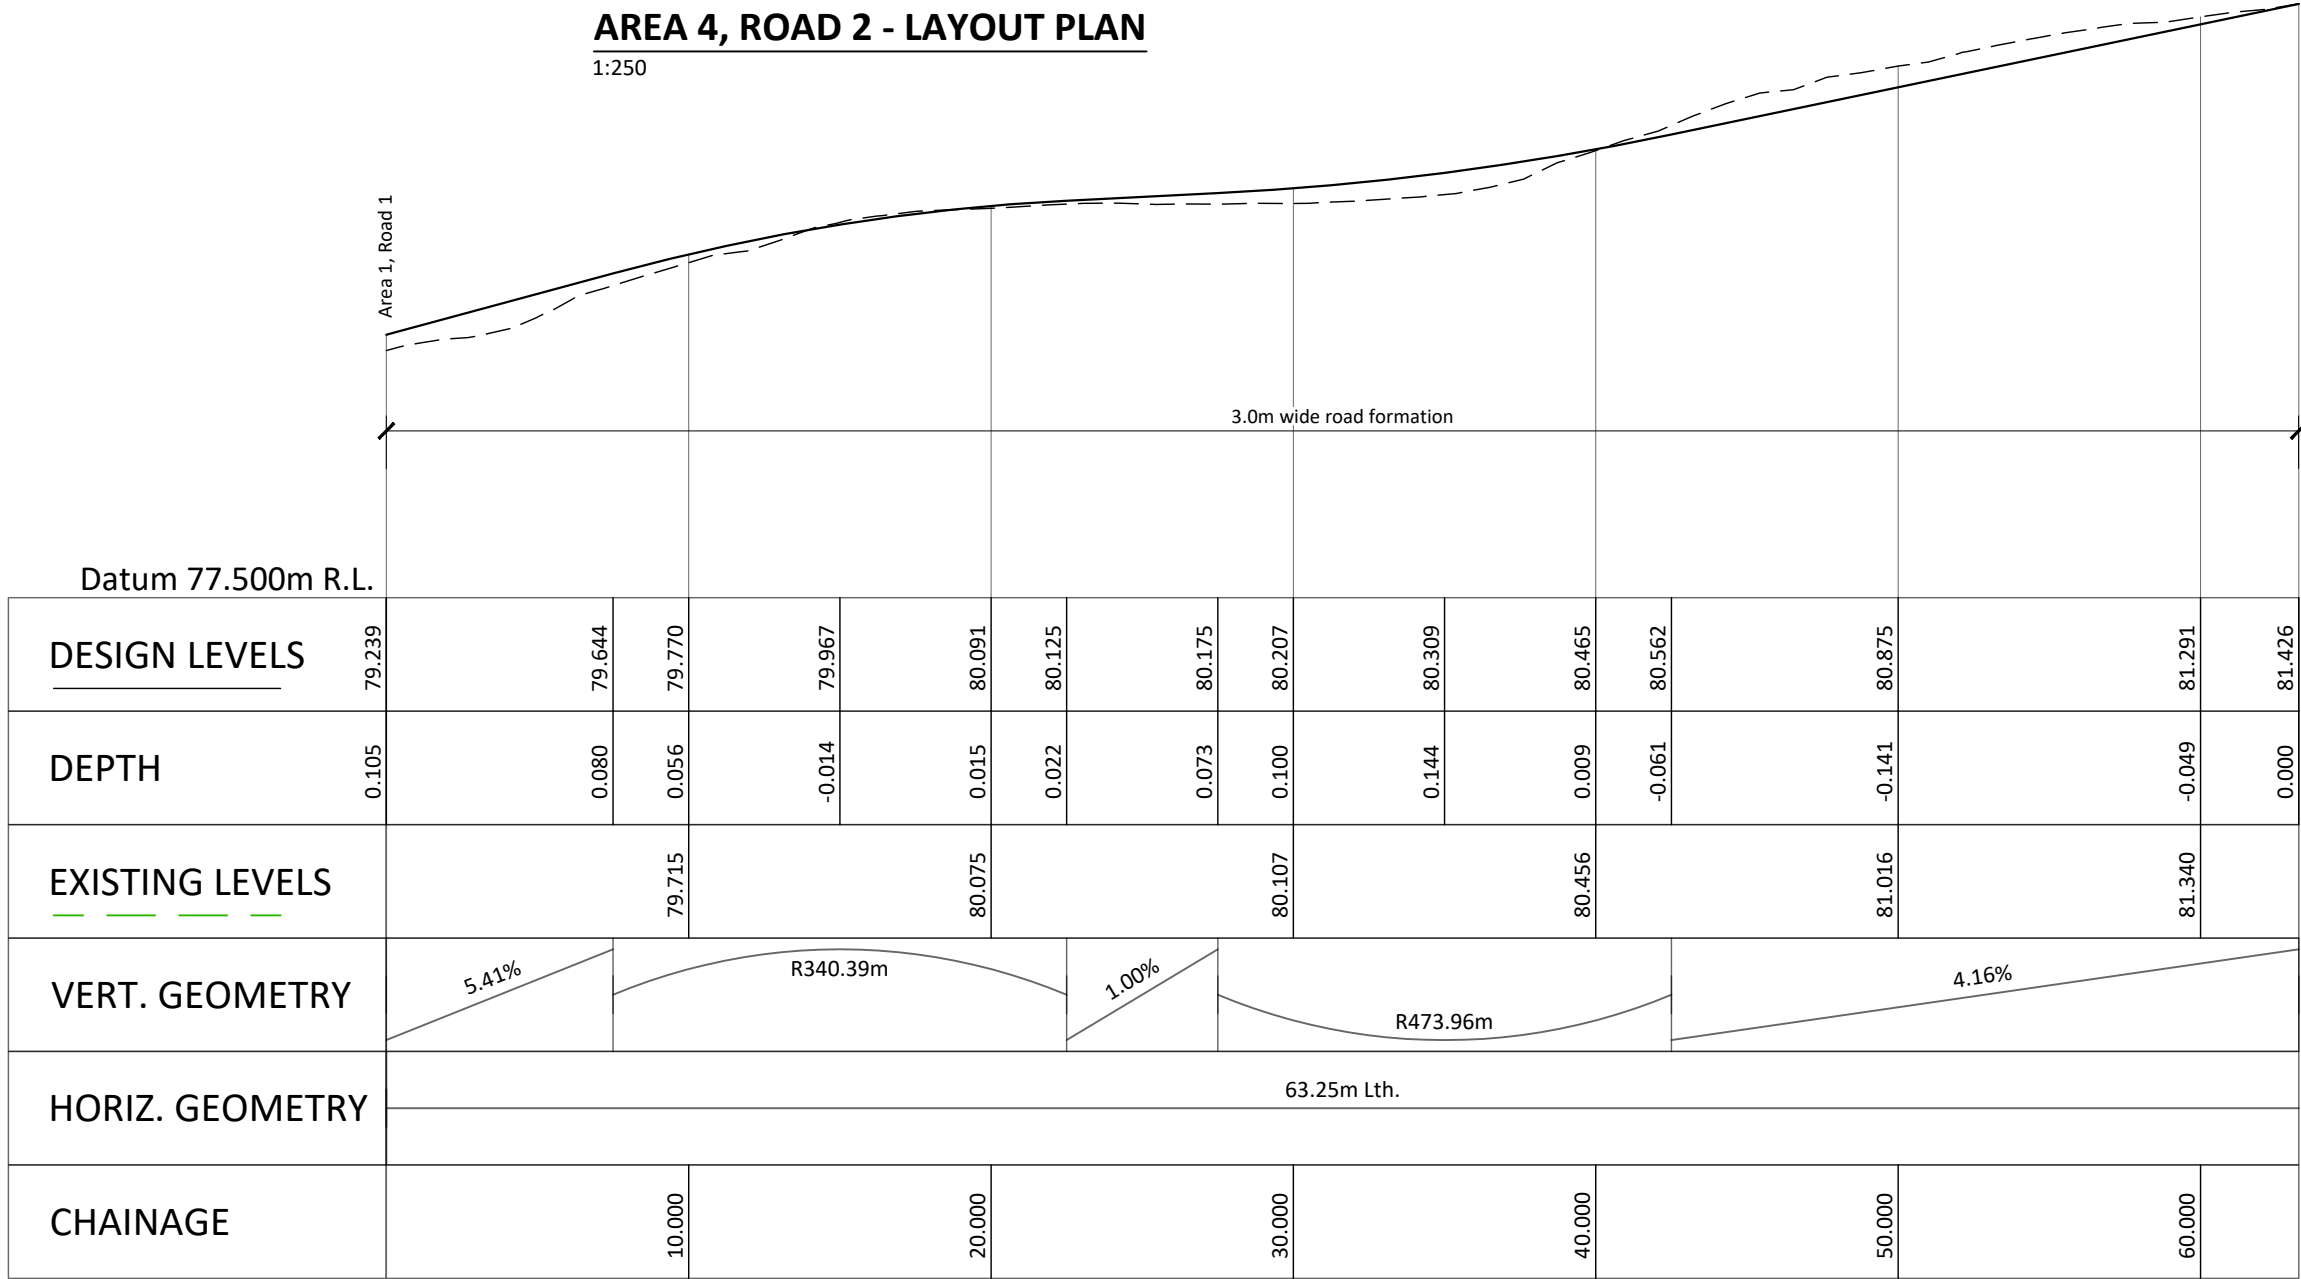 AREA 4, ROAD 2 - LAYOUT PLAN
1:250
Area 1, Road 1
3.0m wide road formation
Datum 77.500m R.L.
DESIGN LEVELS 79.239 79.644 79.770 79.967 80.091 80.125 80.175 80.207 80.309 80.465 80.562 80.875 81.291 81.426
DEPTH 0.105 0.080 0.056 -0.014 0.015 0.022 0.073 0.100 0.144 0.009 -0.061 -0.141 -0.049 0.000
EXISTING LEVELS 79.715 80.075 80.107 80.456 81.016 81.340
VERT. GEOMETRY 5.41% R340.39m 1.00% R473.96m 4.16%
HORIZ. GEOMETRY 63.25m Lth.
CHAINAGE 10.000 20.000 30.000 40.000 50.000 60.000